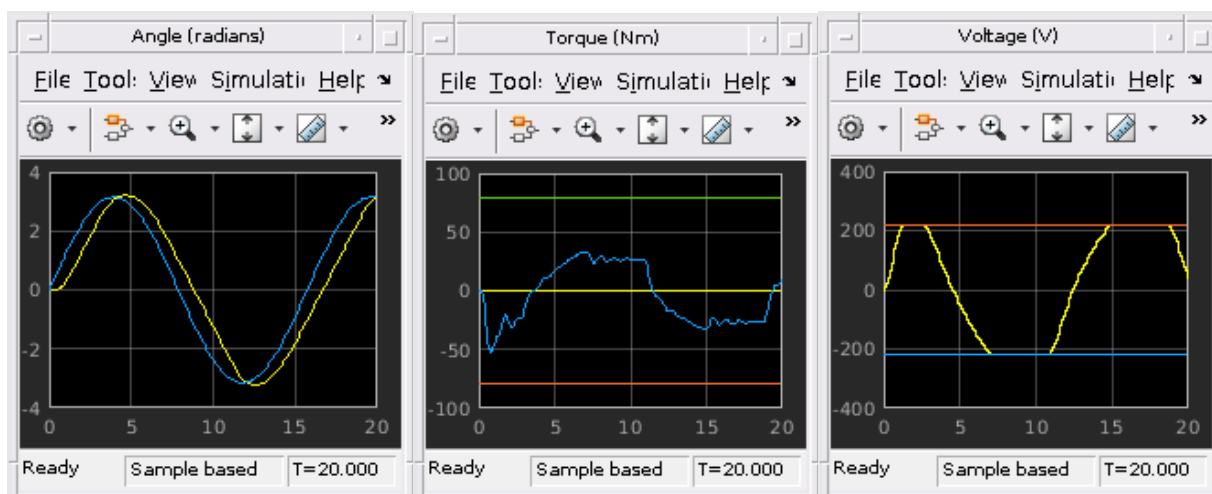 Angle (radians)
File Tool: View Simulati Help
»
4
2
0
-2
-4
0 5 10 15 20
Ready Sample based T=20.000
Torque (Nm)
File Tool: View Simulati Help
»
100
50
0
-50
-100
0 5 10 15 20
Ready Sample based T=20.000
Voltage (V)
File Tool: View Simulati Help
»
400
200
0
-200
-400
0 5 10 15 20
Ready Sample based T=20.000